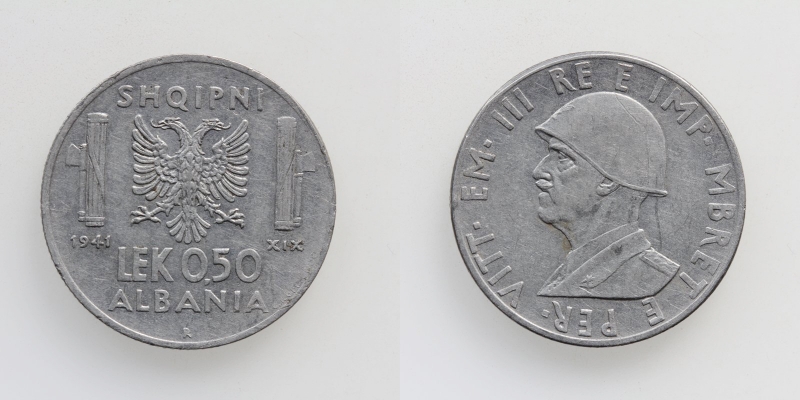 SHQIPNI
1941 XIX
LEK 0,50
ALBANIA
R
VITT· EM· III RE E IMP· MBRET E PER·